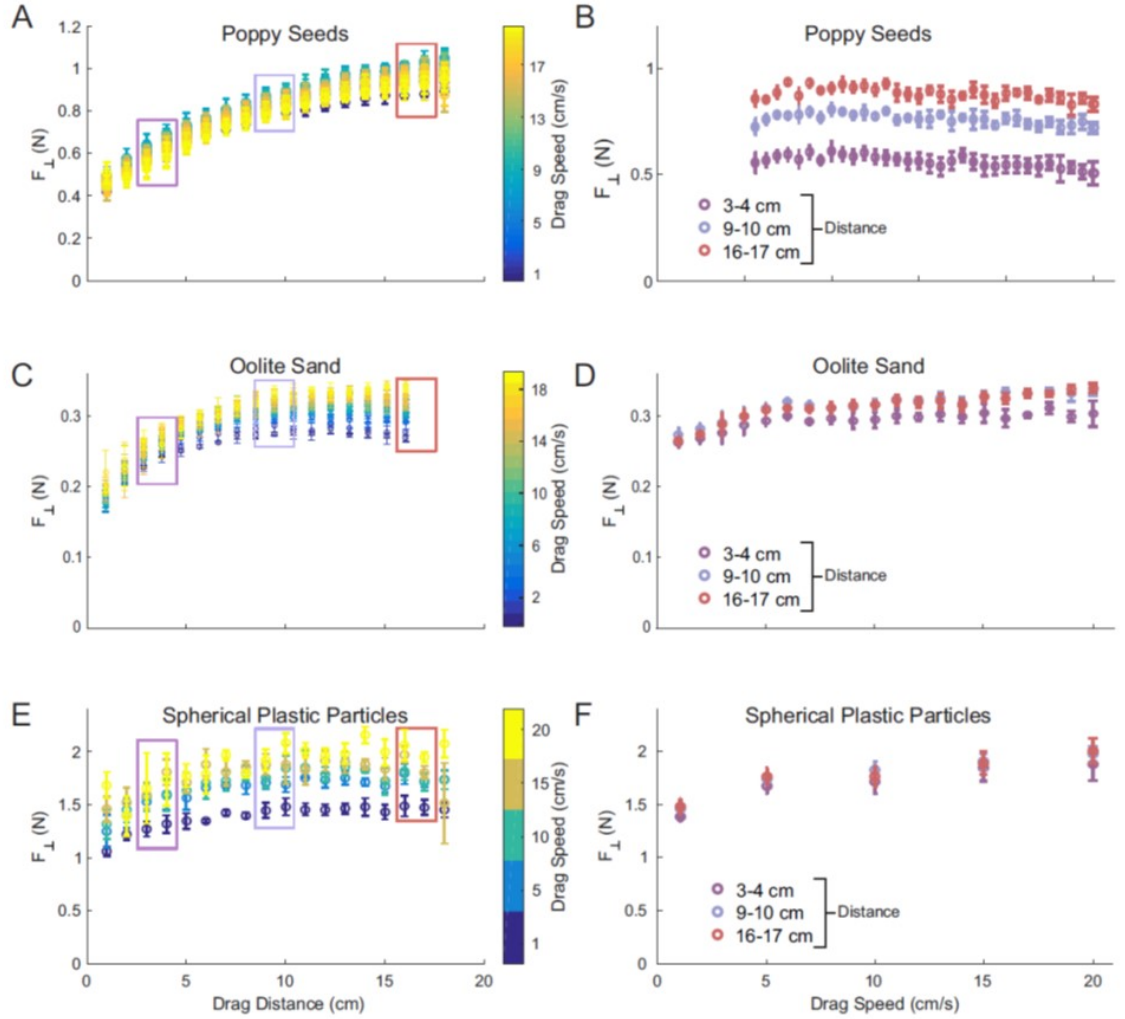 A
Poppy Seeds
1.2
1
0.8
0.6
0.4
0.2
0
F⊥ (N)
5
10
15
20
17
13
9
5
1
Drag Speed (cm/s)
B
Poppy Seeds
1
0.5
0
F⊥ (N)
3-4 cm
9-10 cm
16-17 cm
Distance
C
Oolite Sand
0.3
0.2
0.1
0
F⊥ (N)
18
14
10
6
2
Drag Speed (cm/s)
D
Oolite Sand
0.3
0.2
0.1
0
F⊥ (N)
3-4 cm
9-10 cm
16-17 cm
Distance
E
Spherical Plastic Particles
2
1.5
1
0.5
0
F⊥ (N)
0
5
10
15
20
Drag Distance (cm)
20
15
10
5
1
Drag Speed (cm/s)
F
Spherical Plastic Particles
2
1.5
1
0.5
0
F⊥ (N)
3-4 cm
9-10 cm
16-17 cm
Distance
0
5
10
15
20
Drag Speed (cm/s)